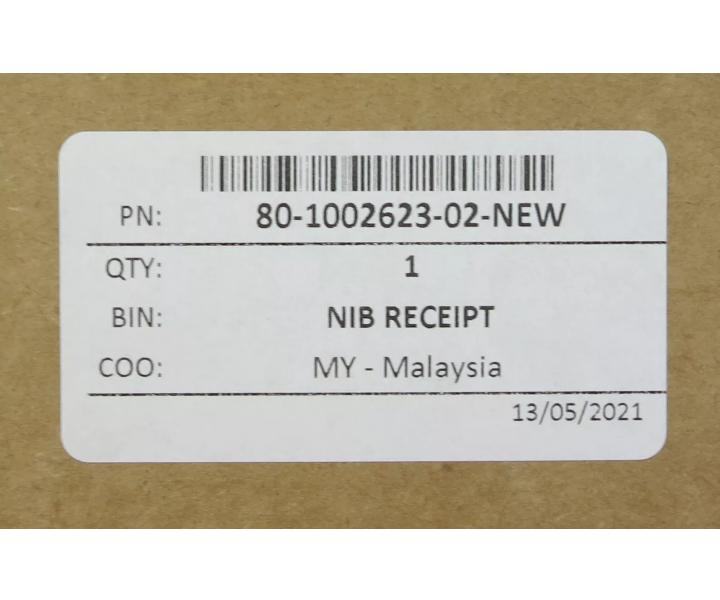 PN: 80-1002623-02-NEW
QTY: 1
BIN: NIB RECEIPT
COO: MY - Malaysia
13/05/2021